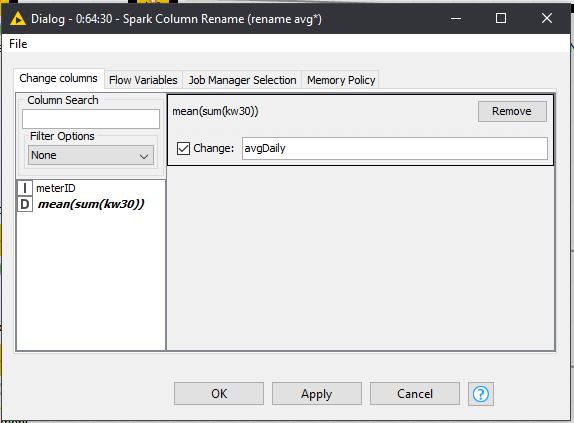 Dialog - 0:64:30 - Spark Column Rename (rename avg*)
File
Change columns Flow Variables Job Manager Selection Memory Policy
Column Search
Filter Options
None
I meterID
D mean(sum(kw30))
mean(sum(kw30))
Remove
Change: avgDaily
OK Apply Cancel ?